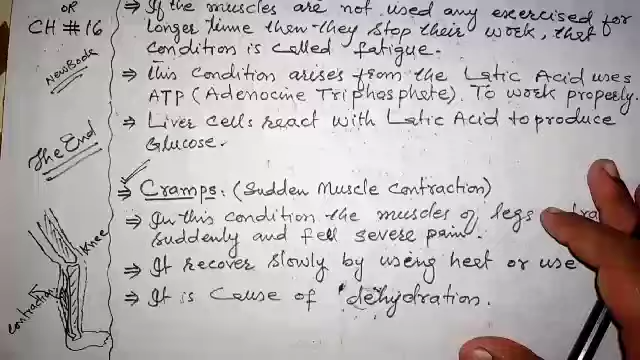 OR
CH # 16
New Book
The End
⇒ If the muscles are not used any exercised for
longer time then they stop their work, that
condition is called fatigue.
⇒ This condition arises from the Latic Acid uses
ATP (Adenocine Triphosphete). To work properly.
⇒ Liver cells react with Latic Acid to produce
Glucose.
⇒ Cramps: (Sudden Muscle Contraction)
⇒ In this condition the muscles of legs
suddenly and fell severe pain.
⇒ It recover slowly by using heet or use
⇒ It is cause of dehydration.
Knee
contraction